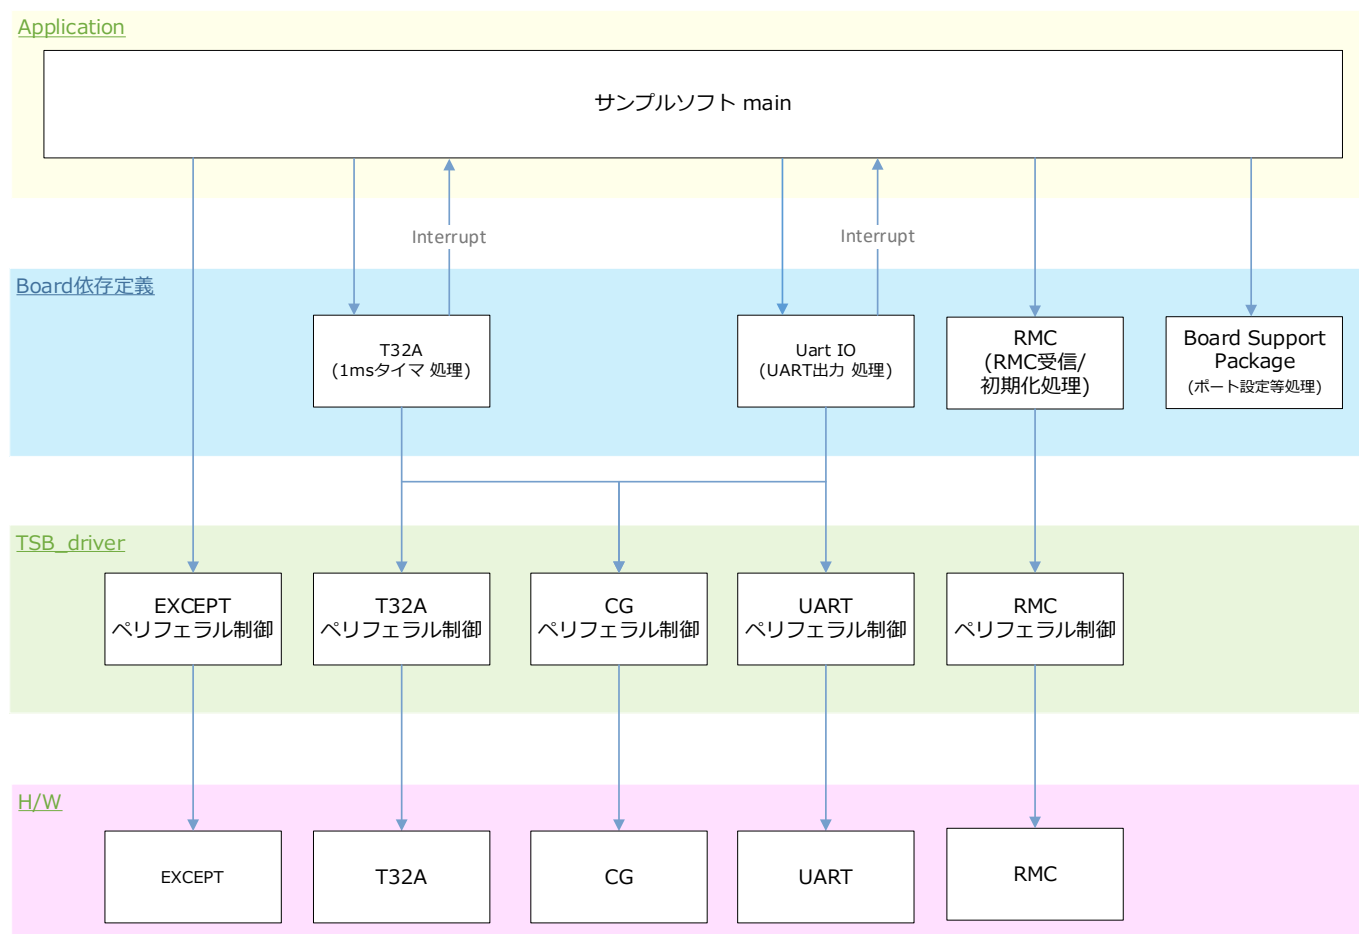 Application
サンプルソフト main
Interrupt
Interrupt
Board依存定義
T32A
(1msタイマ 処理)
Uart IO
(UART出力 処理)
RMC
(RMC受信/
初期化処理)
Board Support
Package
(ポート設定等処理)
TSB_driver
EXCEPT
ペリフェラル制御
T32A
ペリフェラル制御
CG
ペリフェラル制御
UART
ペリフェラル制御
RMC
ペリフェラル制御
H/W
EXCEPT
T32A
CG
UART
RMC